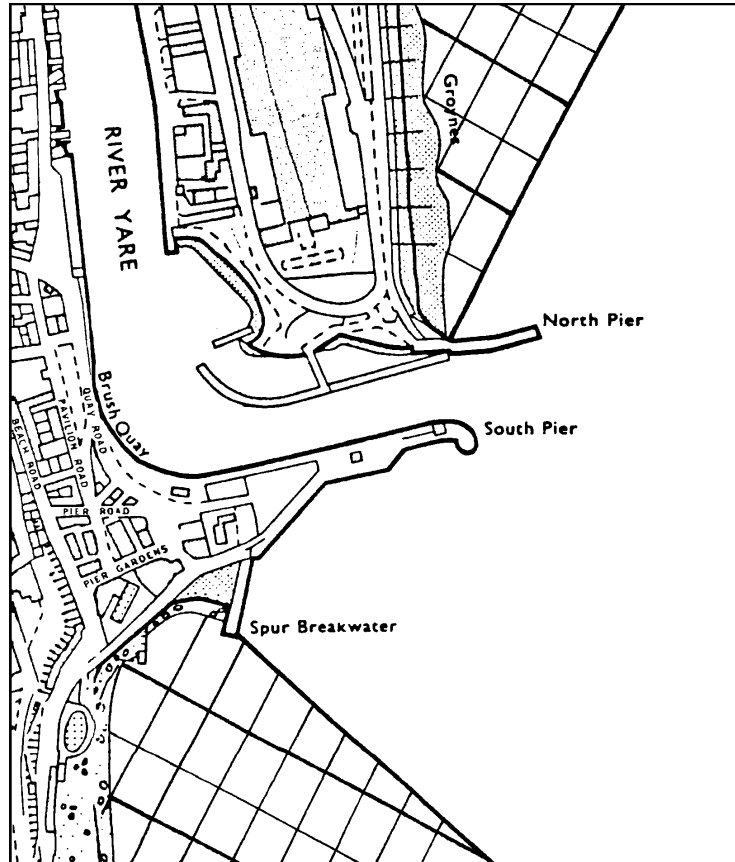 Groynes
RIVER YARE
North Pier
Brush Quay
QUAY ROAD
PAVILION ROAD
BEACH ROAD
South Pier
PIER ROAD
PIER GARDENS
Spur Breakwater